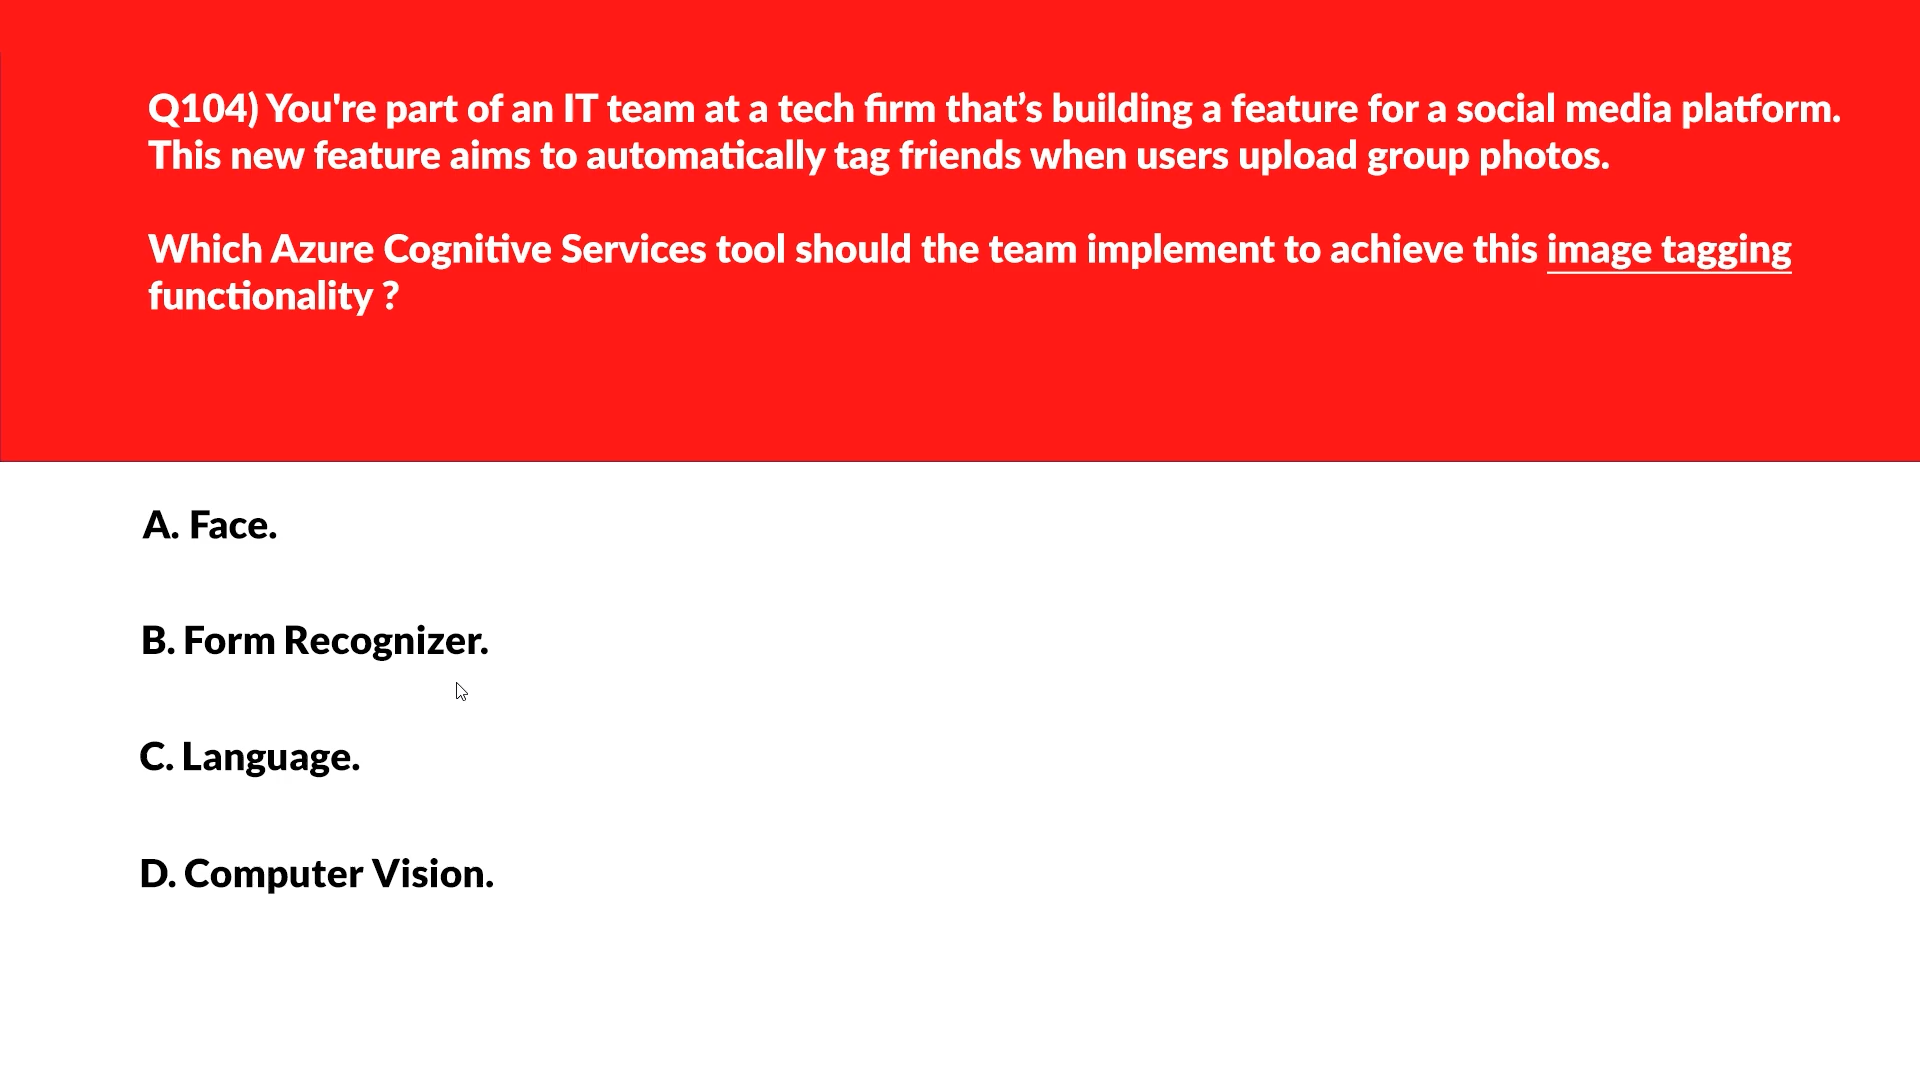 Q104) You're part of an IT team at a tech firm that’s building a feature for a social media platform.
This new feature aims to automatically tag friends when users upload group photos.
Which Azure Cognitive Services tool should the team implement to achieve this image tagging
functionality ?
A. Face.
B. Form Recognizer.
C. Language.
D. Computer Vision.